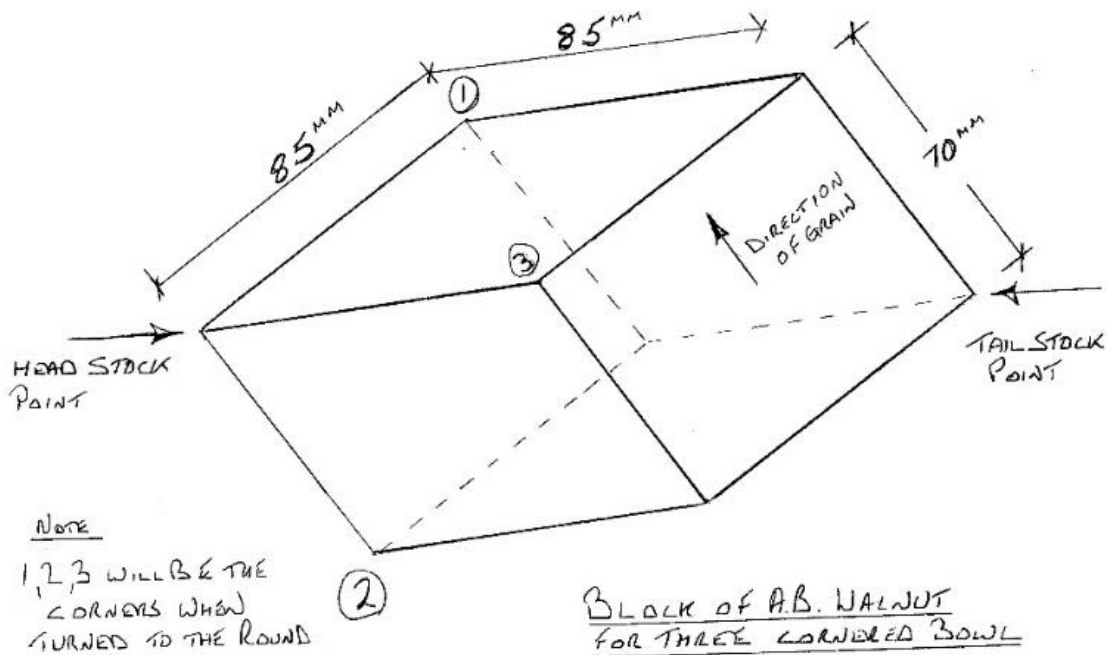 85MM
85MM
70MM
①
③
②
DIRECTION
OF GRAIN
HEAD STOCK
POINT
TAIL STOCK
POINT
NOTE
1,2,3 WILL BE THE
CORNERS WHEN
TURNED TO THE ROUND
BLOCK OF A.B. WALNUT
FOR THREE CORNERED BOWL